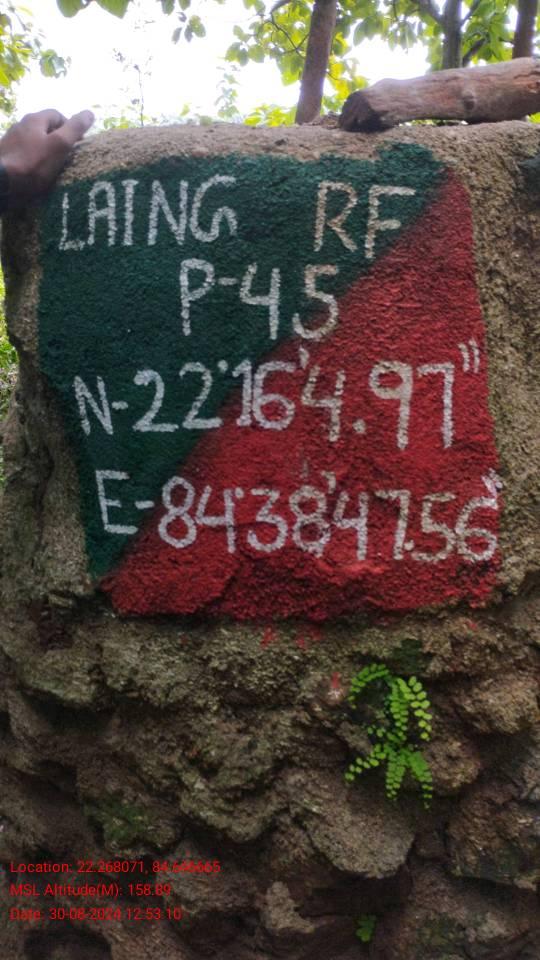 LAING RF
P-45
N-22°16'4.97"
E-84°38'47.56"
Location: 22.268071, 84.646665
MSL Altitude(M): 158.89
Date: 30-08-2024 12:53:10